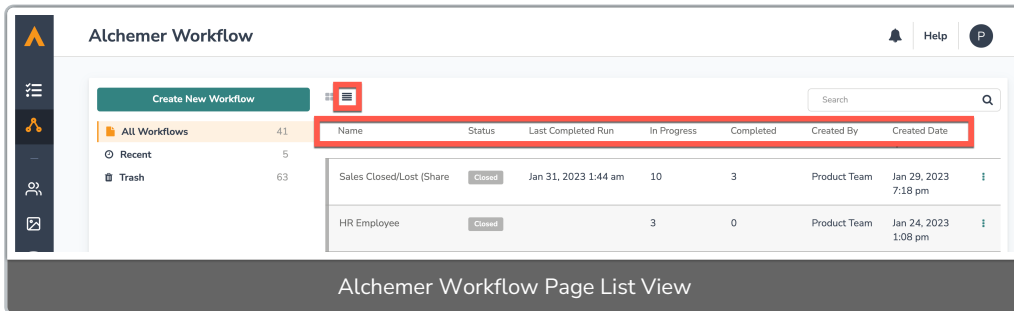 Alchemer Workflow
Help
P
Create New Workflow
Search
All Workflows 41
Recent 5
Trash 63
Name Status Last Completed Run In Progress Completed Created By Created Date
Sales Closed/Lost (Share Closed Jan 31, 2023 1:44 am 10 3 Product Team Jan 29, 2023
7:18 pm
HR Employee Closed 3 0 Product Team Jan 24, 2023
1:08 pm
Alchemer Workflow Page List View